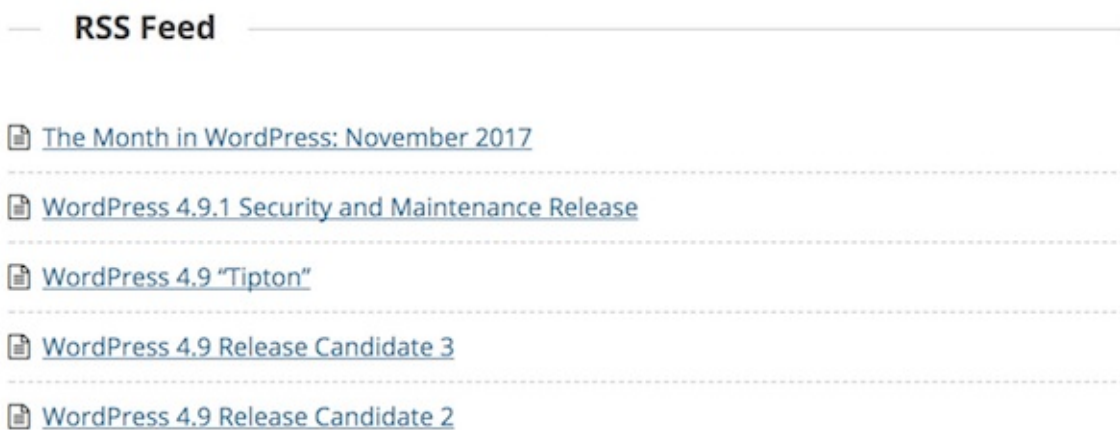 RSS Feed
The Month in WordPress: November 2017
WordPress 4.9.1 Security and Maintenance Release
WordPress 4.9 “Tipton”
WordPress 4.9 Release Candidate 3
WordPress 4.9 Release Candidate 2